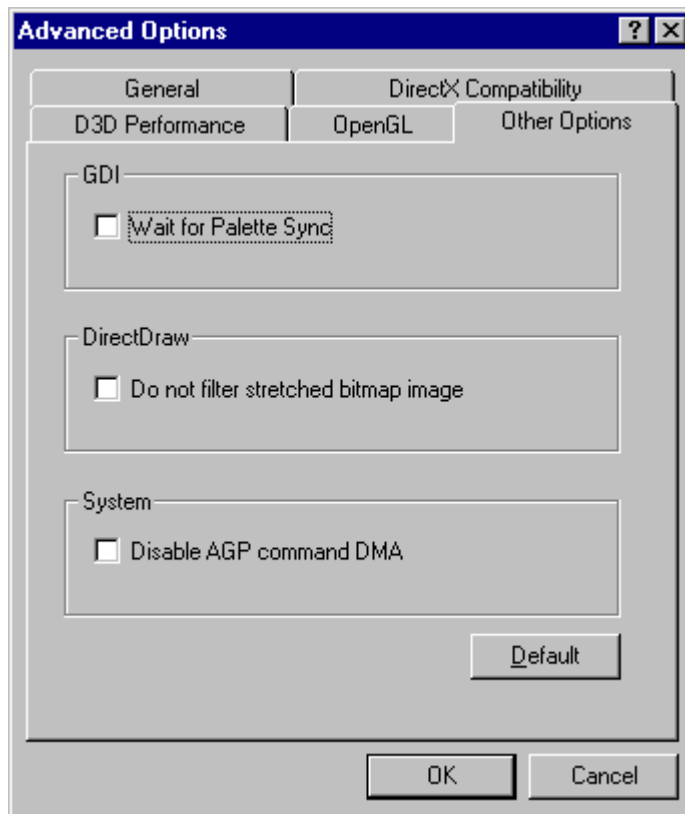 Advanced Options
General DirectX Compatibility
D3D Performance OpenGL Other Options
GDI
Wait for Palette Sync
DirectDraw
Do not filter stretched bitmap image
System
Disable AGP command DMA
Default
OK Cancel